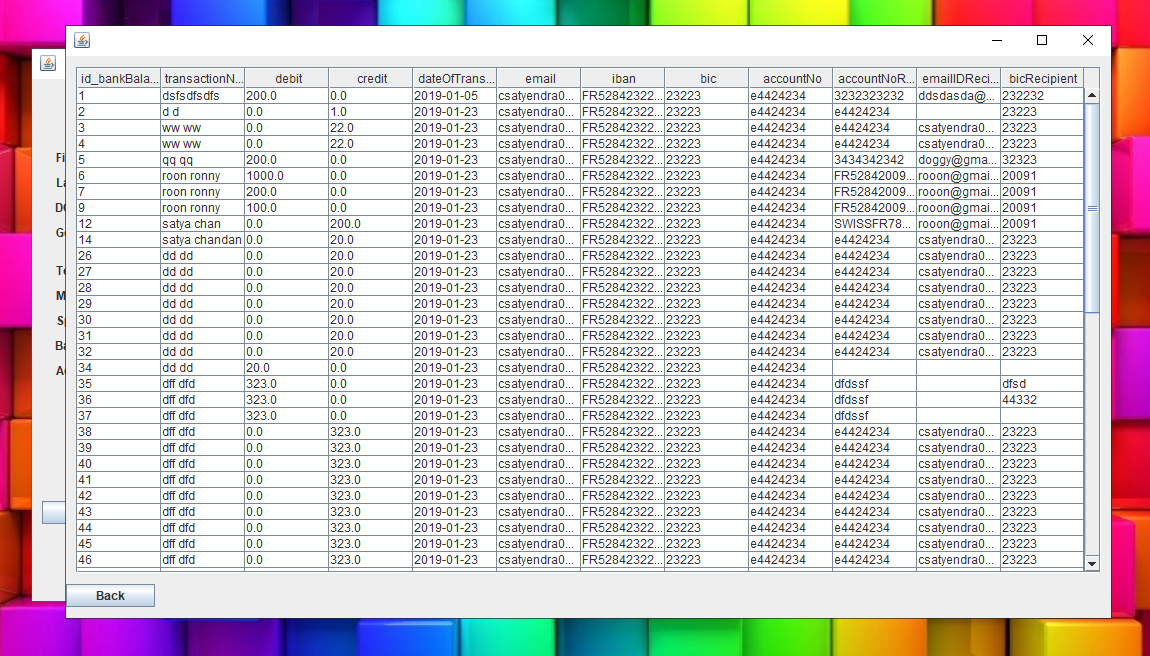 id_bankBala... transactionN... debit credit dateOfTrans... email iban bic accountNo accountNoR... emailIDReci... bicRecipient
1 dsfsdfsdfs 200.0 0.0 2019-01-05 csatyendra0... FR52842322... 23223 e4424234 3232323232 ddsdasda@... 232232
2 d d 0.0 1.0 2019-01-23 csatyendra0... FR52842322... 23223 e4424234 e4424234 23223
3 ww ww 0.0 22.0 2019-01-23 csatyendra0... FR52842322... 23223 e4424234 e4424234 csatyendra0... 23223
4 ww ww 0.0 22.0 2019-01-23 csatyendra0... FR52842322... 23223 e4424234 e4424234 csatyendra0... 23223
5 qq qq 200.0 0.0 2019-01-23 csatyendra0... FR52842322... 23223 e4424234 3434342342 doggy@gma... 32323
6 roon ronny 1000.0 0.0 2019-01-23 csatyendra0... FR52842322... 23223 e4424234 FR52842009... rooon@gmai... 20091
7 roon ronny 200.0 0.0 2019-01-23 csatyendra0... FR52842322... 23223 e4424234 FR52842009... rooon@gmai... 20091
9 roon ronny 100.0 0.0 2019-01-23 csatyendra0... FR52842322... 23223 e4424234 FR52842009... rooon@gmai... 20091
12 satya chan 0.0 200.0 2019-01-23 csatyendra0... FR52842322... 23223 e4424234 SWISSFR78... rooon@gmai... 20091
14 satya chandan 0.0 20.0 2019-01-23 csatyendra0... FR52842322... 23223 e4424234 e4424234 csatyendra0... 23223
26 dd dd 0.0 20.0 2019-01-23 csatyendra0... FR52842322... 23223 e4424234 e4424234 csatyendra0... 23223
27 dd dd 0.0 20.0 2019-01-23 csatyendra0... FR52842322... 23223 e4424234 e4424234 csatyendra0... 23223
28 dd dd 0.0 20.0 2019-01-23 csatyendra0... FR52842322... 23223 e4424234 e4424234 csatyendra0... 23223
29 dd dd 0.0 20.0 2019-01-23 csatyendra0... FR52842322... 23223 e4424234 e4424234 csatyendra0... 23223
30 dd dd 0.0 20.0 2019-01-23 csatyendra0... FR52842322... 23223 e4424234 e4424234 csatyendra0... 23223
31 dd dd 0.0 20.0 2019-01-23 csatyendra0... FR52842322... 23223 e4424234 e4424234 csatyendra0... 23223
32 dd dd 0.0 20.0 2019-01-23 csatyendra0... FR52842322... 23223 e4424234 e4424234 csatyendra0... 23223
34 dd dd 20.0 0.0 2019-01-23 csatyendra0... FR52842322... 23223 e4424234
35 dff dfd 323.0 0.0 2019-01-23 csatyendra0... FR52842322... 23223 e4424234 dfdssf dfsd
36 dff dfd 323.0 0.0 2019-01-23 csatyendra0... FR52842322... 23223 e4424234 dfdssf 44332
37 dff dfd 323.0 0.0 2019-01-23 csatyendra0... FR52842322... 23223 e4424234 dfdssf
38 dff dfd 0.0 323.0 2019-01-23 csatyendra0... FR52842322... 23223 e4424234 e4424234 csatyendra0... 23223
39 dff dfd 0.0 323.0 2019-01-23 csatyendra0... FR52842322... 23223 e4424234 e4424234 csatyendra0... 23223
40 dff dfd 0.0 323.0 2019-01-23 csatyendra0... FR52842322... 23223 e4424234 e4424234 csatyendra0... 23223
41 dff dfd 0.0 323.0 2019-01-23 csatyendra0... FR52842322... 23223 e4424234 e4424234 csatyendra0... 23223
42 dff dfd 0.0 323.0 2019-01-23 csatyendra0... FR52842322... 23223 e4424234 e4424234 csatyendra0... 23223
43 dff dfd 0.0 323.0 2019-01-23 csatyendra0... FR52842322... 23223 e4424234 e4424234 csatyendra0... 23223
44 dff dfd 0.0 323.0 2019-01-23 csatyendra0... FR52842322... 23223 e4424234 e4424234 csatyendra0... 23223
45 dff dfd 0.0 323.0 2019-01-23 csatyendra0... FR52842322... 23223 e4424234 e4424234 csatyendra0... 23223
46 dff dfd 0.0 323.0 2019-01-23 csatyendra0... FR52842322... 23223 e4424234 e4424234 csatyendra0... 23223
Back